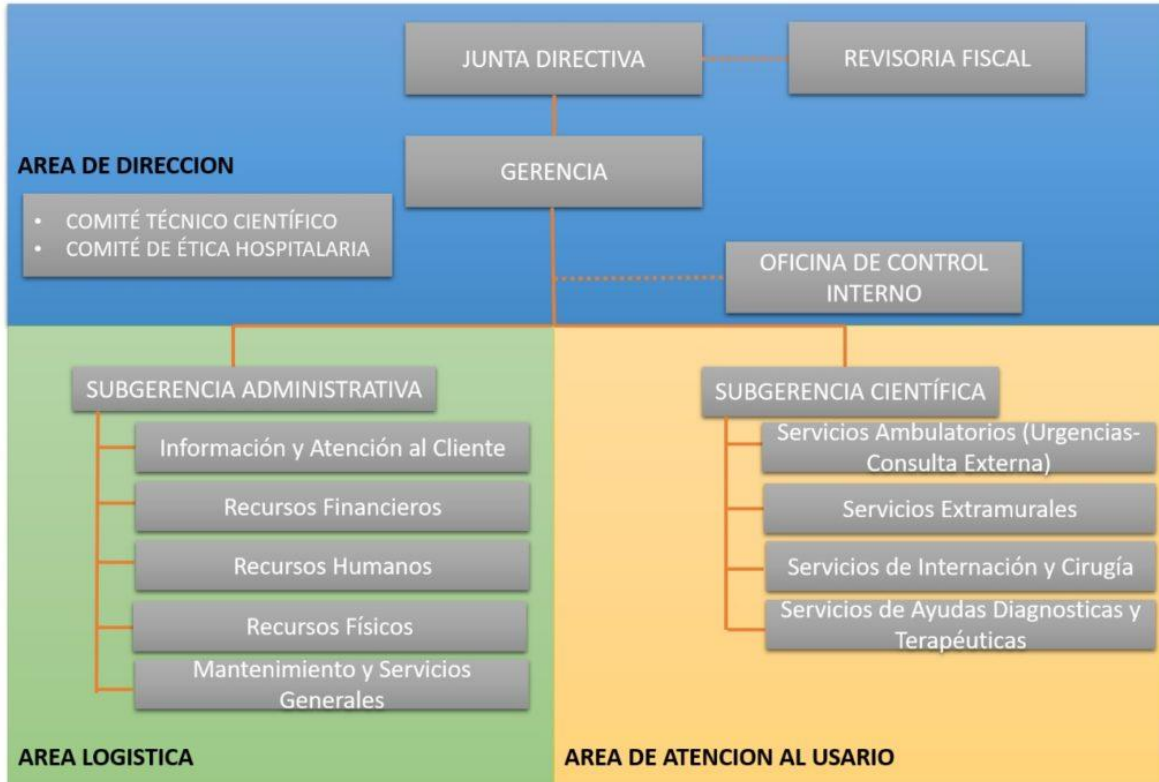 JUNTA DIRECTIVA
REVISORIA FISCAL
GERENCIA
AREA DE DIRECCION
• COMITÉ TÉCNICO CIENTÍFICO
• COMITÉ DE ÉTICA HOSPITALARIA
OFICINA DE CONTROL
INTERNO
SUBGERENCIA ADMINISTRATIVA
Información y Atención al Cliente
Recursos Financieros
Recursos Humanos
Recursos Físicos
Mantenimiento y Servicios
Generales
AREA LOGISTICA
SUBGERENCIA CIENTÍFICA
Servicios Ambulatorios (Urgencias-
Consulta Externa)
Servicios Extramurales
Servicios de Internación y Cirugía
Servicios de Ayudas Diagnosticas y
Terapéuticas
AREA DE ATENCION AL USARIO